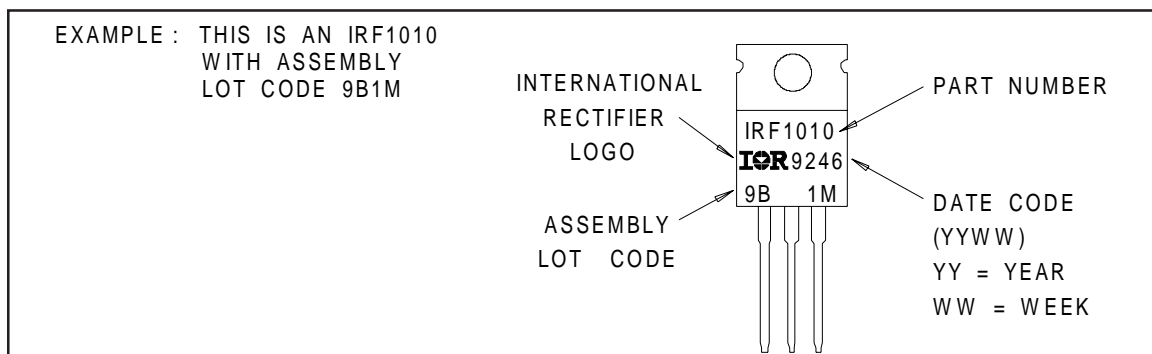 EXAMPLE : THIS IS AN IRF1010
WITH ASSEMBLY
LOT CODE 9B1M
INTERNATIONAL
RECTIFIER
LOGO
ASSEMBLY
LOT CODE
IRF1010
IOR 9246
9B 1M
PART NUMBER
DATE CODE
(YYWW)
YY = YEAR
WW = WEEK